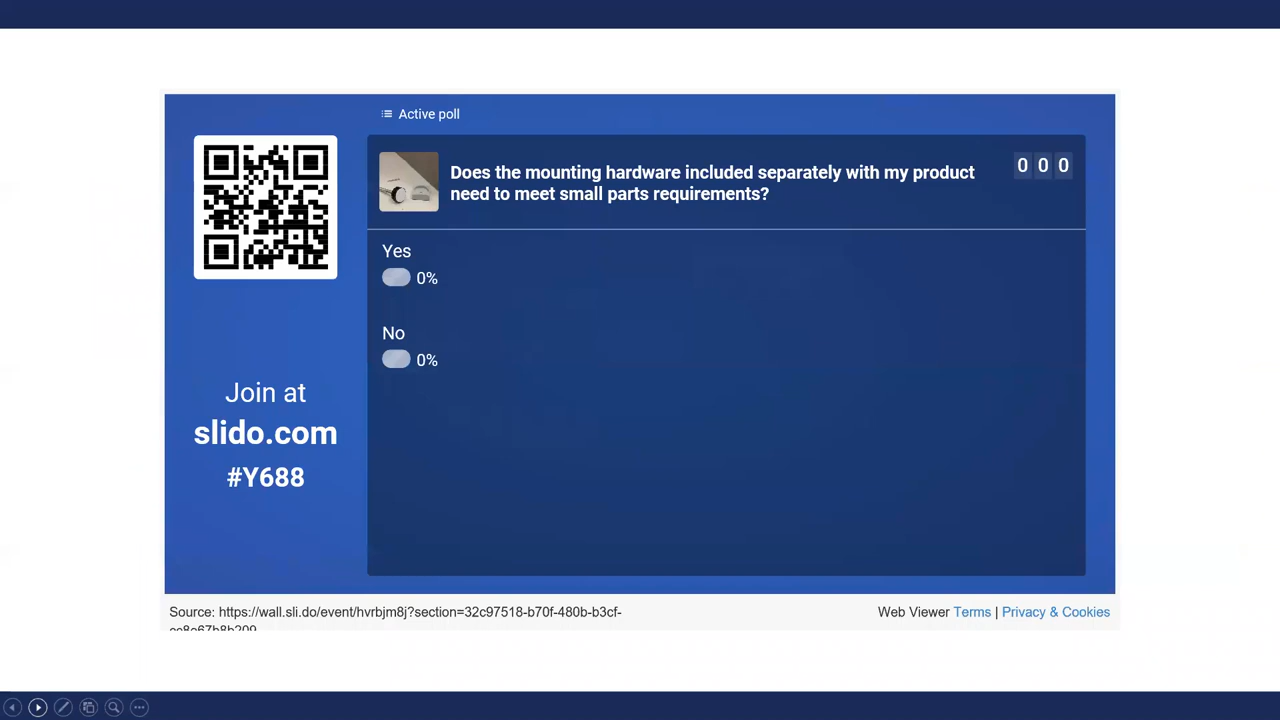 Active poll
Does the mounting hardware included separately with my product
need to meet small parts requirements?
0 0 0
Yes
0%
No
0%
Join at
slido.com
#Y688
Source: https://wall.sli.do/event/hvrbjm8j?section=32c97518-b70f-480b-b3cf-
Web Viewer Terms | Privacy & Cookies